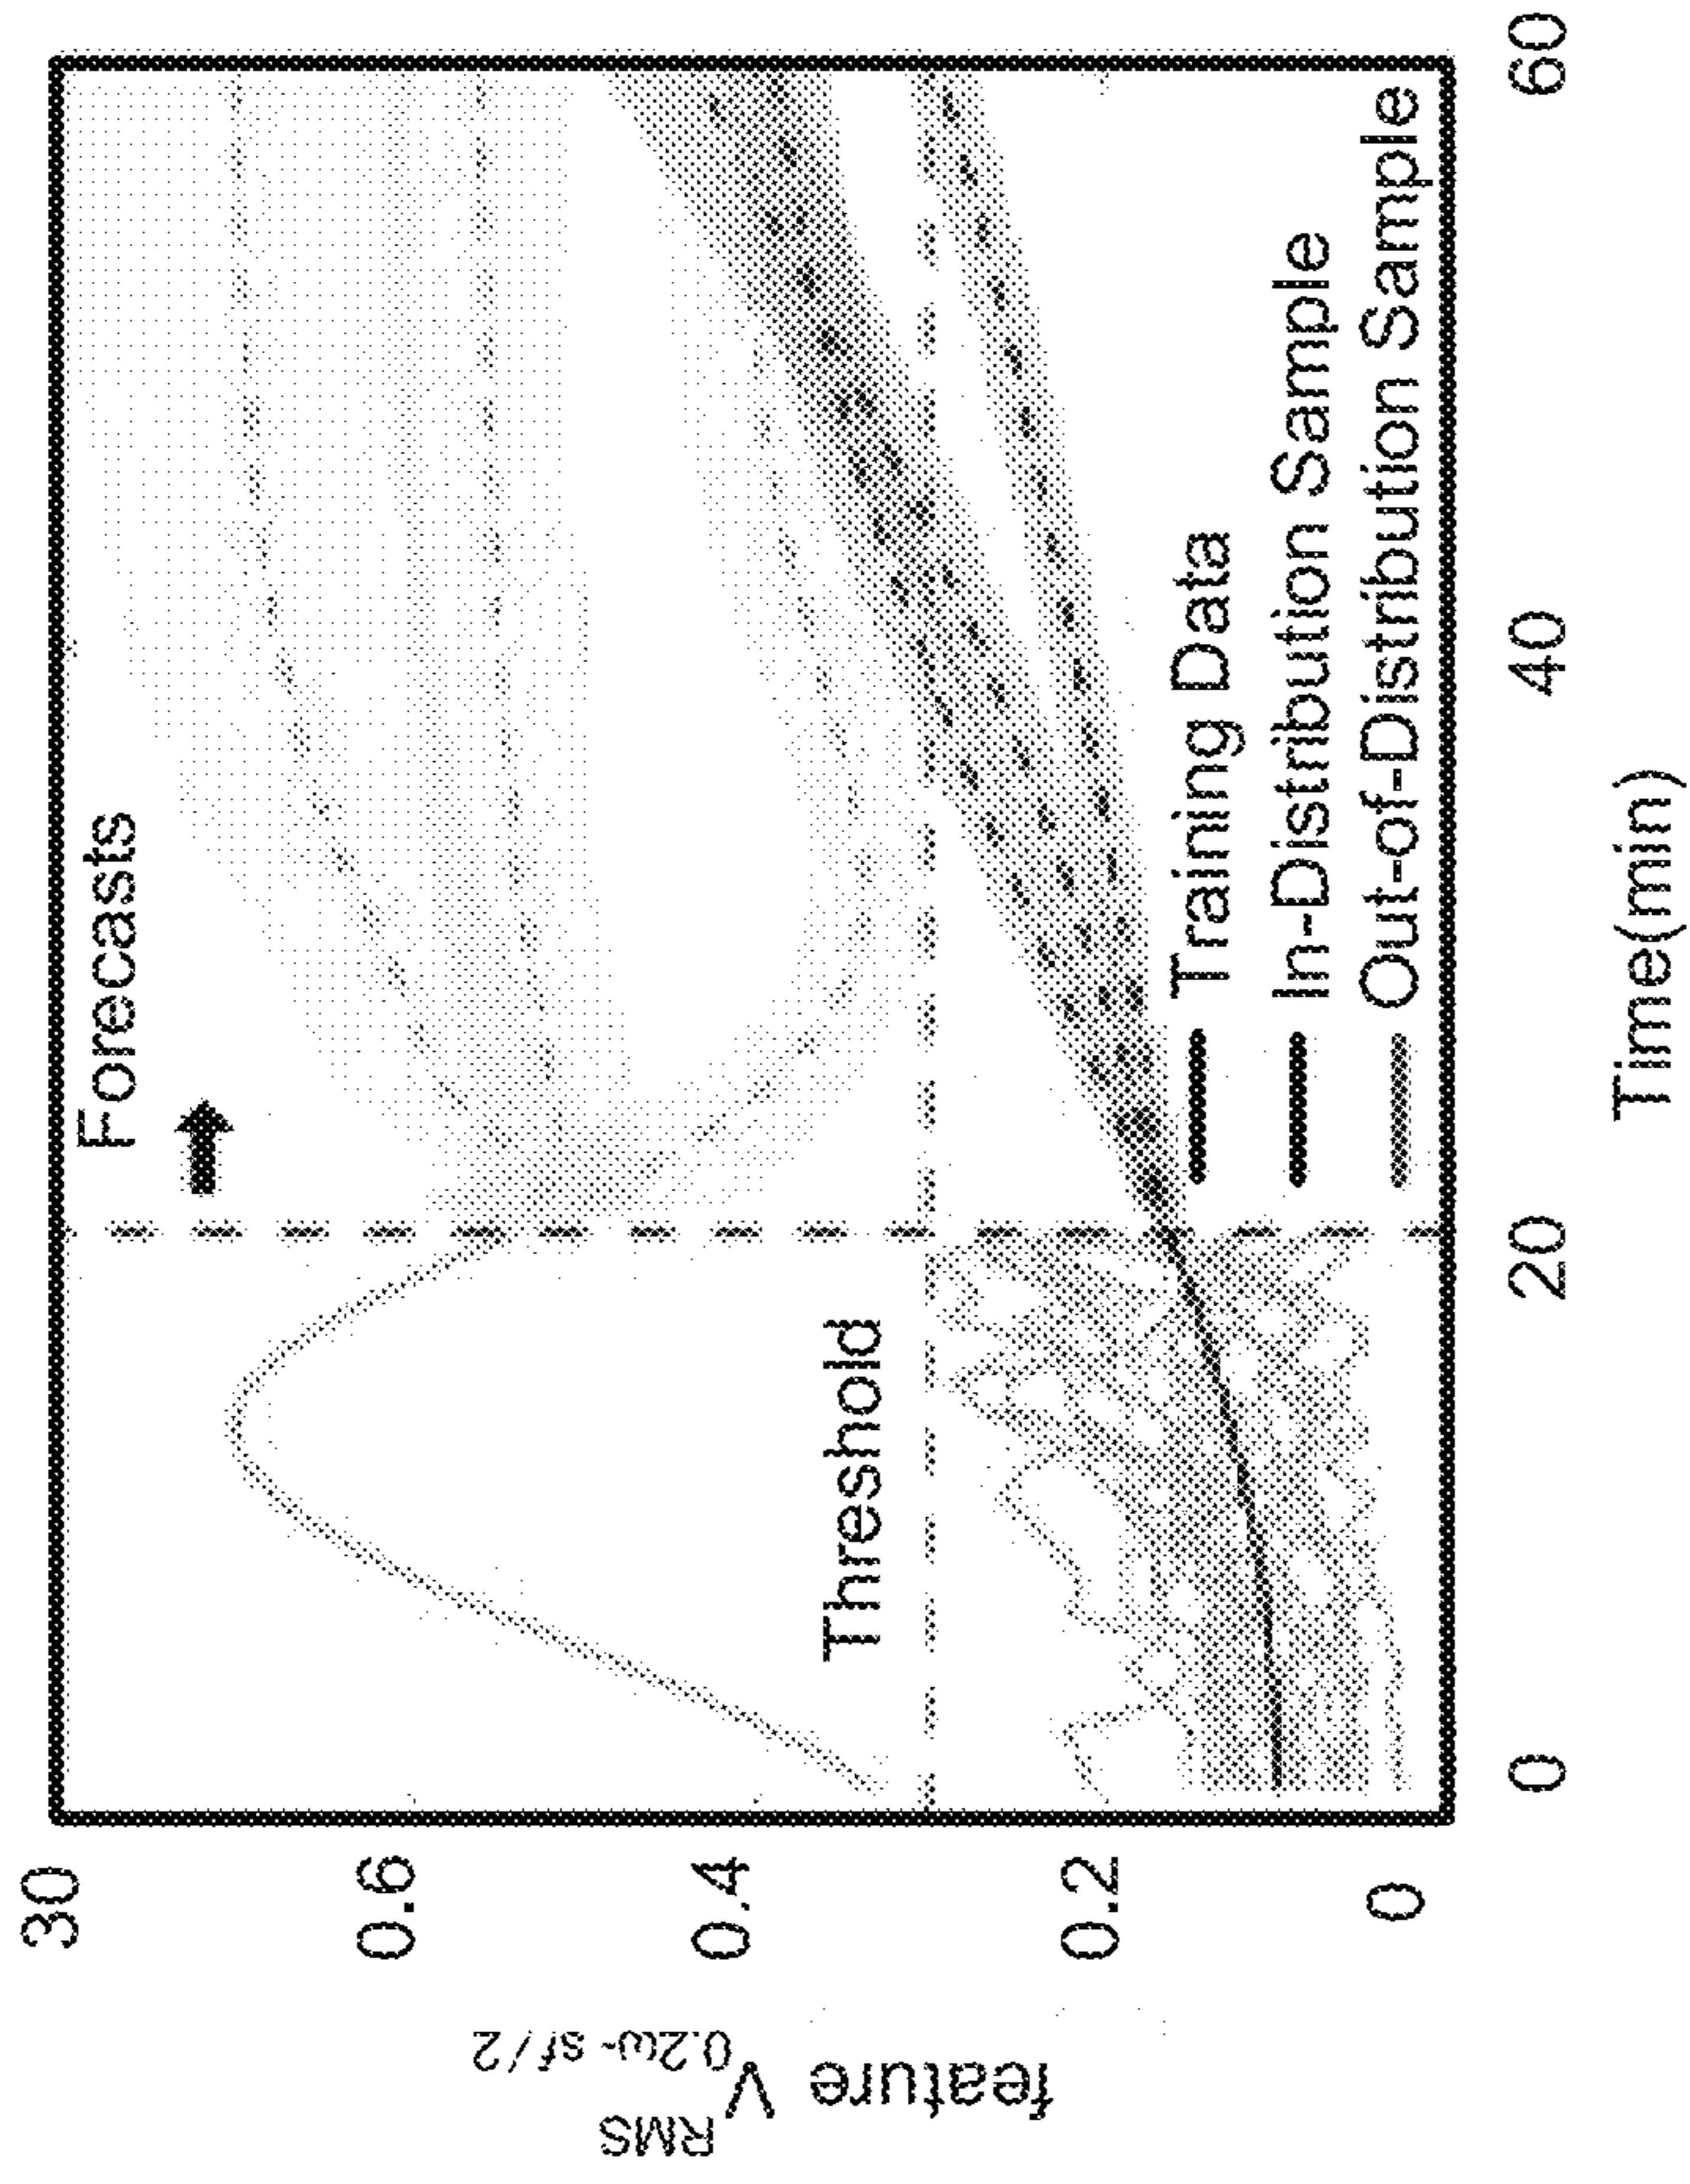 Forecasts
Threshold
Training Data
In-Distribution Sample
Out-of-Distribution Sample
30
0.6
0.4
0.2
0
0
20
40
60
Time(min)
feature V RMS 0.2ω~sf/2